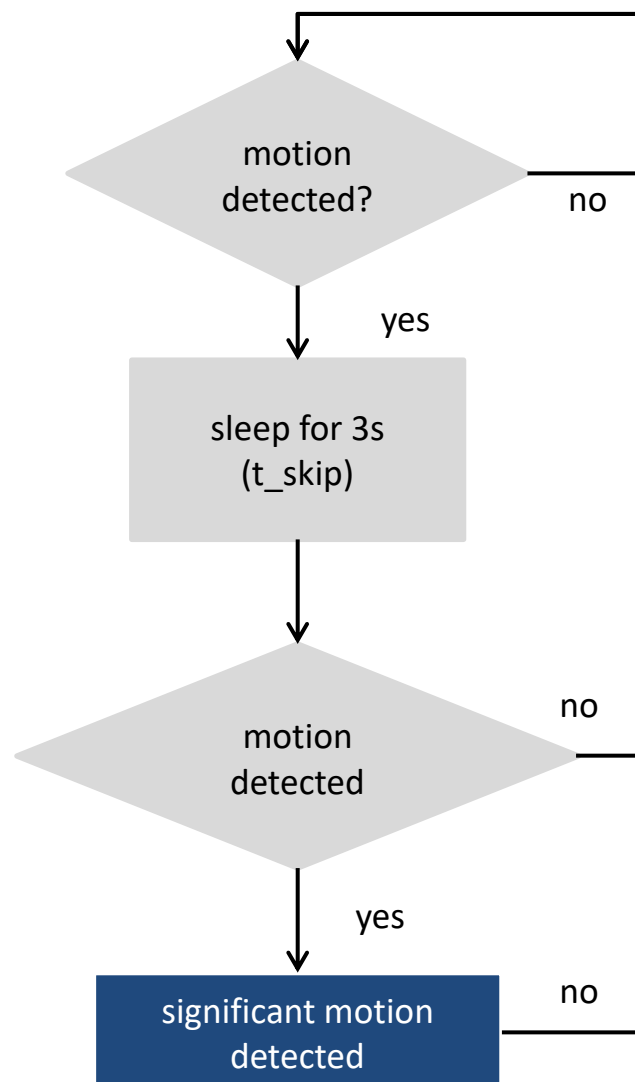 motion
detected?
no
yes
sleep for 3s
(t_skip)
no
motion
detected
yes
no
significant motion
detected